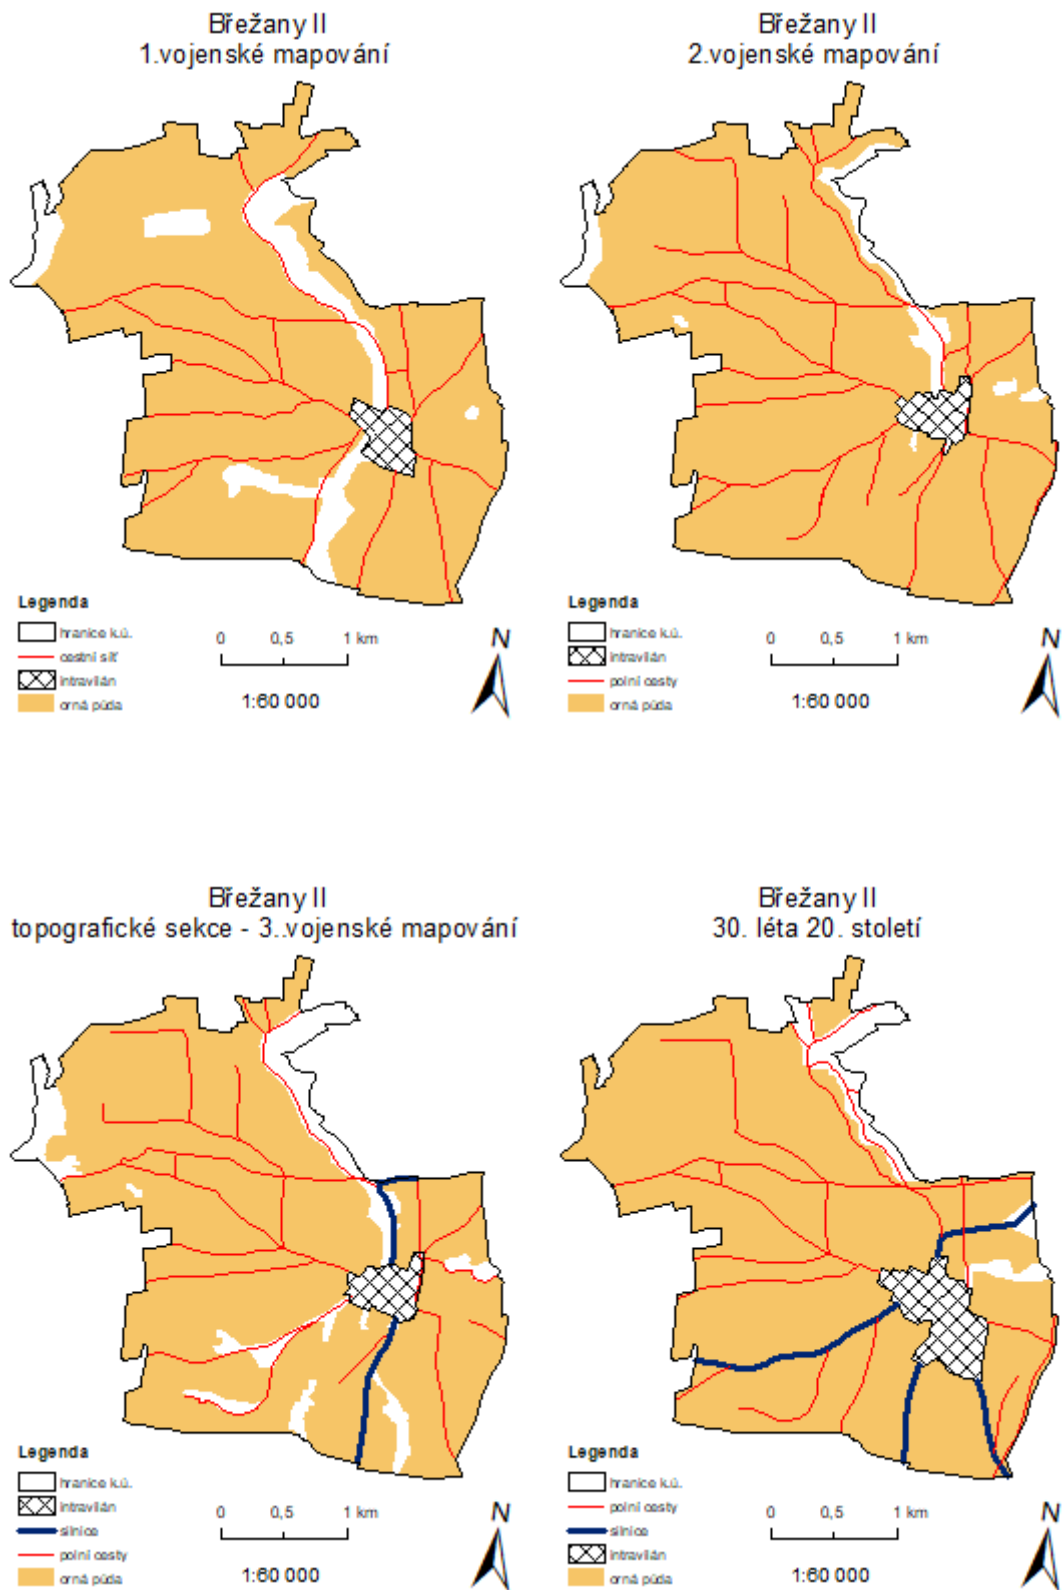 Břežany II
1.vojenské mapování
Legenda
hranice k.ú.
cestní síť
intravilán
orná půda
0 0,5 1 km
1:60 000
N
Břežany II
2.vojenské mapování
Legenda
hranice k.ú.
intravilán
polní cesty
orná půda
0 0,5 1 km
1:60 000
N
Břežany II
topografické sekce - 3..vojenské mapování
Legenda
hranice k.ú.
intravilán
silnice
polní cesty
orná půda
0 0,5 1 km
1:60 000
N
Břežany II
30. léta 20. století
Legenda
hranice k.ú.
polní cesty
silnice
intravilán
orná půda
0 0,5 1 km
1:60 000
N